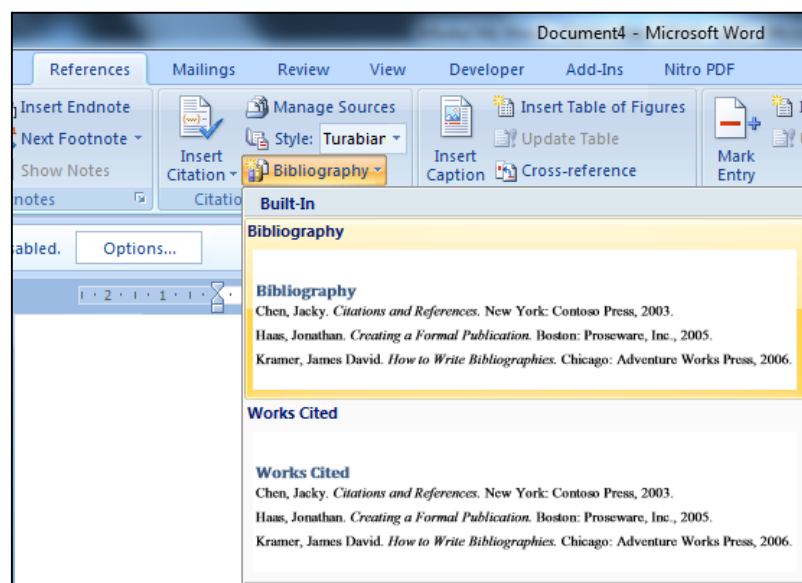 Document4 - Microsoft Word
References Mailings Review View Developer Add-Ins Nitro PDF
Insert Endnote
Next Footnote
Show Notes
notes
Insert
Citation
Manage Sources
Style: Turabiar
Bibliography
Citatio
Insert
Caption
Insert Table of Figures
Update Table
Cross-reference
Mark
Entry
abled. Options...
2 1
Built-In
Bibliography
Bibliography
Chen, Jacky. Citations and References. New York: Contoso Press, 2003.
Haas, Jonathan. Creating a Formal Publication. Boston: Proseware, Inc., 2005.
Kramer, James David. How to Write Bibliographies. Chicago: Adventure Works Press, 2006.
Works Cited
Works Cited
Chen, Jacky. Citations and References. New York: Contoso Press, 2003.
Haas, Jonathan. Creating a Formal Publication. Boston: Proseware, Inc., 2005.
Kramer, James David. How to Write Bibliographies. Chicago: Adventure Works Press, 2006.